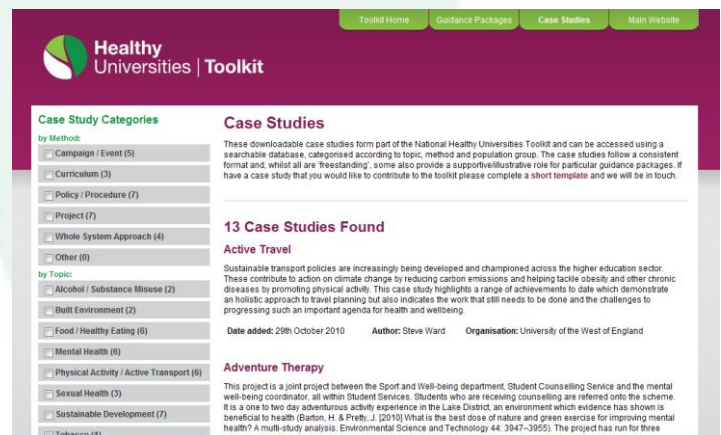 Toolkit Home Guidance Packages Case Studies Main Website
Healthy
Universities | Toolkit
Case Study Categories
by Method:
Campaign / Event (5)
Curriculum (3)
Policy / Procedure (7)
Project (7)
Whole System Approach (4)
Other (0)
by Topic:
Alcohol / Substance Misuse (2)
Built Environment (2)
Food / Healthy Eating (6)
Mental Health (6)
Physical Activity / Active Transport (6)
Sexual Health (3)
Sustainable Development (7)
Tobacco (1)
Case Studies
These downloadable case studies form part of the National Healthy Universities Toolkit and can be accessed using a
searchable database, categorised according to topic, method and population group. The case studies follow a consistent
format and, whilst all are 'freestanding', some also provide a supportive/illustrative role for particular guidance packages. If
have a case study that you would like to contribute to the toolkit please complete a short template and we will be in touch.
13 Case Studies Found
Active Travel
Sustainable transport policies are increasingly being developed and championed across the higher education sector.
These contribute to action on climate change by reducing carbon emissions and helping tackle obesity and other chronic
diseases by promoting physical activity. This case study highlights a range of achievements to date which demonstrate
an holistic approach to travel planning but also indicates the work that still needs to be done and the challenges to
progressing such an important agenda for health and wellbeing.
Date added: 29th October 2010 Author: Steve Ward Organisation: University of the West of England
Adventure Therapy
This project is a joint project between the Sport and Well-being department, Student Counselling Service and the mental
well-being coordinator, all within Student Services. Students who are receiving counselling are referred onto the scheme.
It is a one to two day adventurous activity experience in the Lake District, an environment which evidence has shown is
beneficial to health (Barton, H. & Pretty, J. [2010] What is the best dose of nature and green exercise for improving mental
health? A multi-study analysis. Environmental Science and Technology 44: 3947–3955). The project has run for three